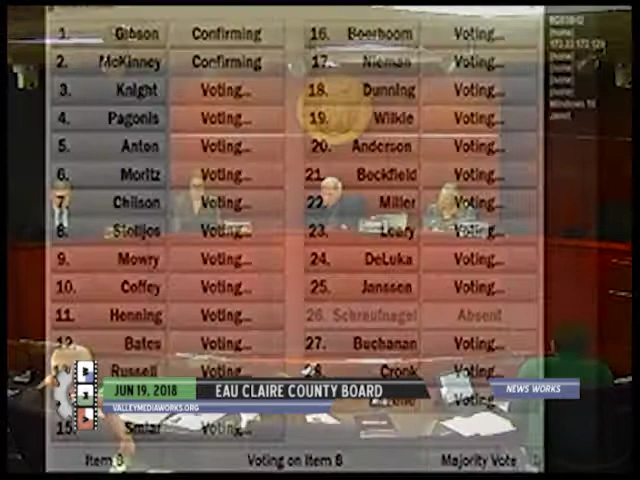 1. Gibson Confirming 16. Beerboom Voting...
2. McKinney Confirming 17. Nieman Voting...
3. Knight Voting... 18. Dunning Voting...
4. Pagonis Voting... 19. Wilkie Voting...
5. Anton Voting... 20. Anderson Voting...
6. Moritz Voting... 21. Beckfield Voting...
7. Chilson Voting... 22. Miller Voting...
8. Stelljes Voting... 23. Leary Voting...
9. Mowry Voting... 24. DeLuka Voting...
10. Coffey Voting... 25. Janssen Voting...
11. Henning Voting... 26. Schraufnagel Absent
12. Bates Voting... 27. Buchanan Voting...
Russell Voting... 28. Cronk Voting...
JUN 19, 2018 EAU CLAIRE COUNTY BOARD NEWS WORKS
VALLEYMEDIAWORKS.ORG
Voting...
15. Smiar Voting...
Item 8 Voting on Item 8 Majority Vote